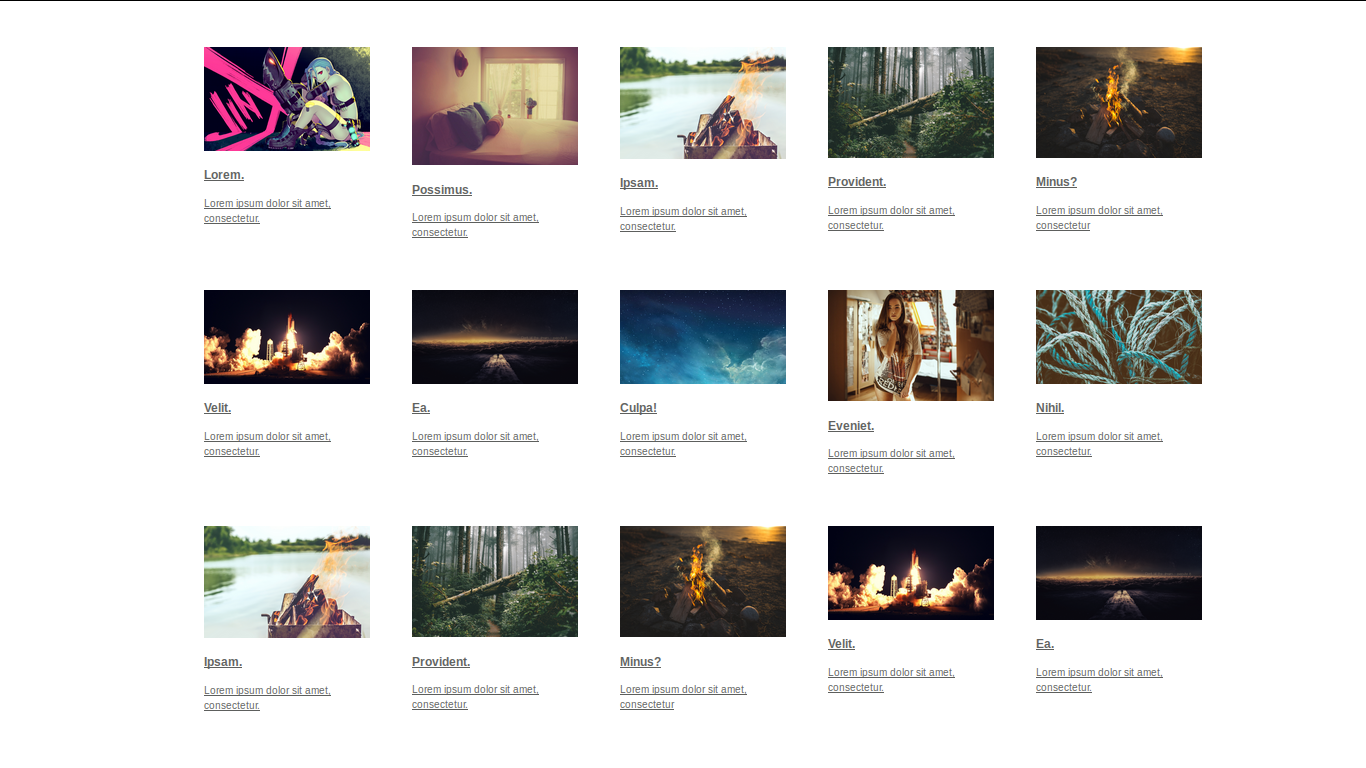 JIN
Lorem.
Lorem ipsum dolor sit amet,
consectetur.
Possimus.
Lorem ipsum dolor sit amet,
consectetur.
Ipsam.
Lorem ipsum dolor sit amet,
consectetur.
Provident.
Lorem ipsum dolor sit amet,
consectetur.
Minus?
Lorem ipsum dolor sit amet,
consectetur
Velit.
Lorem ipsum dolor sit amet,
consectetur.
Ea.
Lorem ipsum dolor sit amet,
consectetur.
Culpa!
Lorem ipsum dolor sit amet,
consectetur.
Eveniet.
Lorem ipsum dolor sit amet,
consectetur.
Nihil.
Lorem ipsum dolor sit amet,
consectetur.
Ipsam.
Lorem ipsum dolor sit amet,
consectetur.
Provident.
Lorem ipsum dolor sit amet,
consectetur.
Minus?
Lorem ipsum dolor sit amet,
consectetur
Velit.
Lorem ipsum dolor sit amet,
consectetur.
Ea.
Lorem ipsum dolor sit amet,
consectetur.